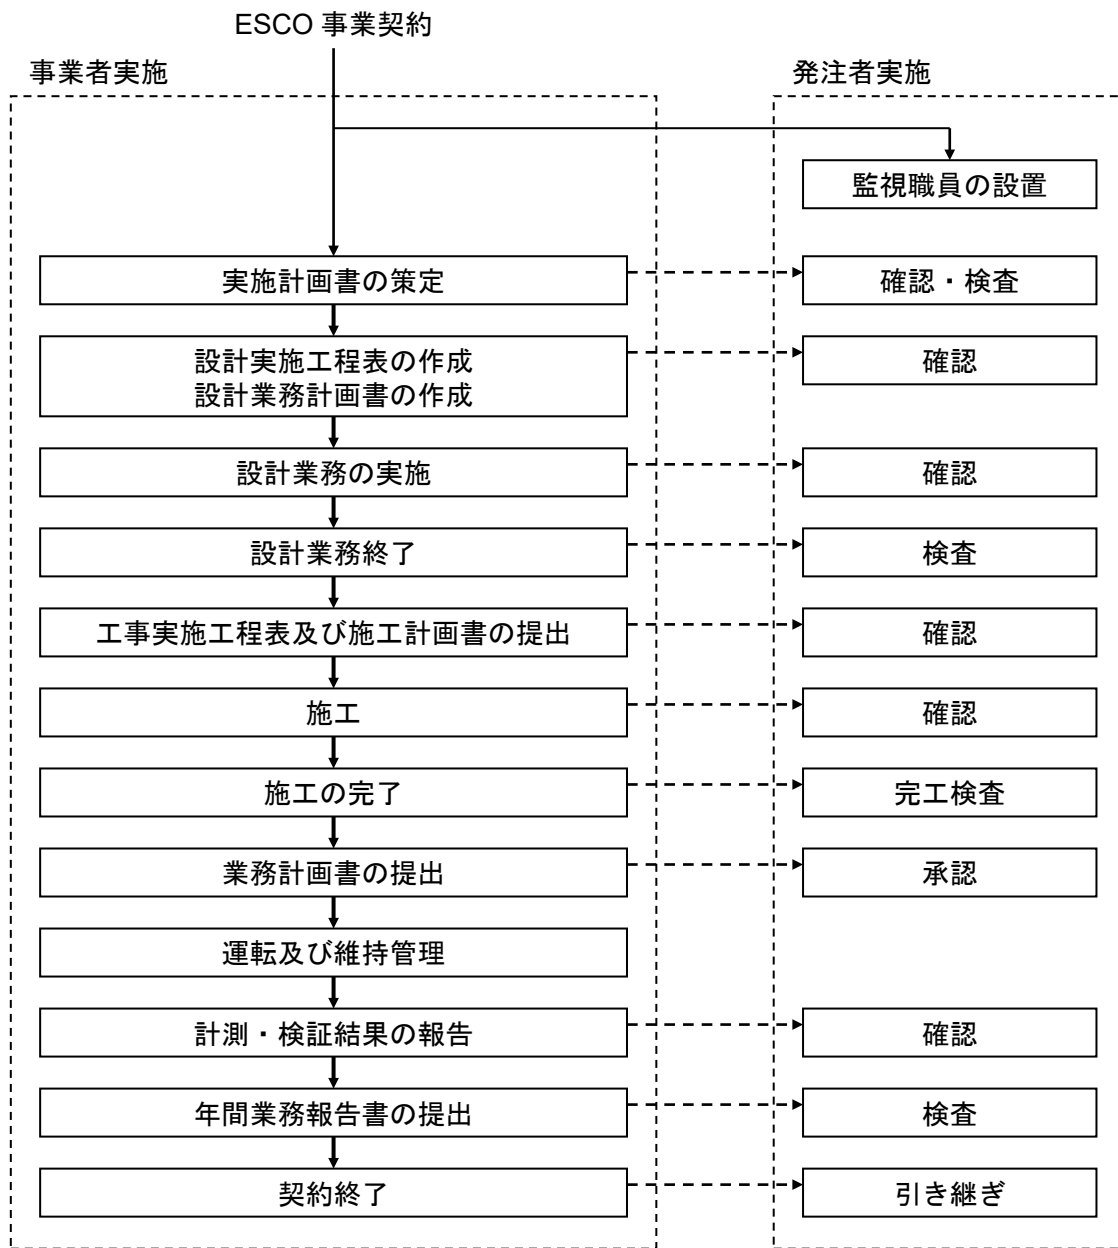 ESCO 事業契約
事業者実施
発注者実施
監視職員の設置
実施計画書の策定
確認・検査
設計実施工程表の作成
設計業務計画書の作成
確認
設計業務の実施
確認
設計業務終了
検査
工事実施工程表及び施工計画書の提出
確認
施工
確認
施工の完了
完工検査
業務計画書の提出
承認
運転及び維持管理
計測・検証結果の報告
確認
年間業務報告書の提出
検査
契約終了
引き継ぎ